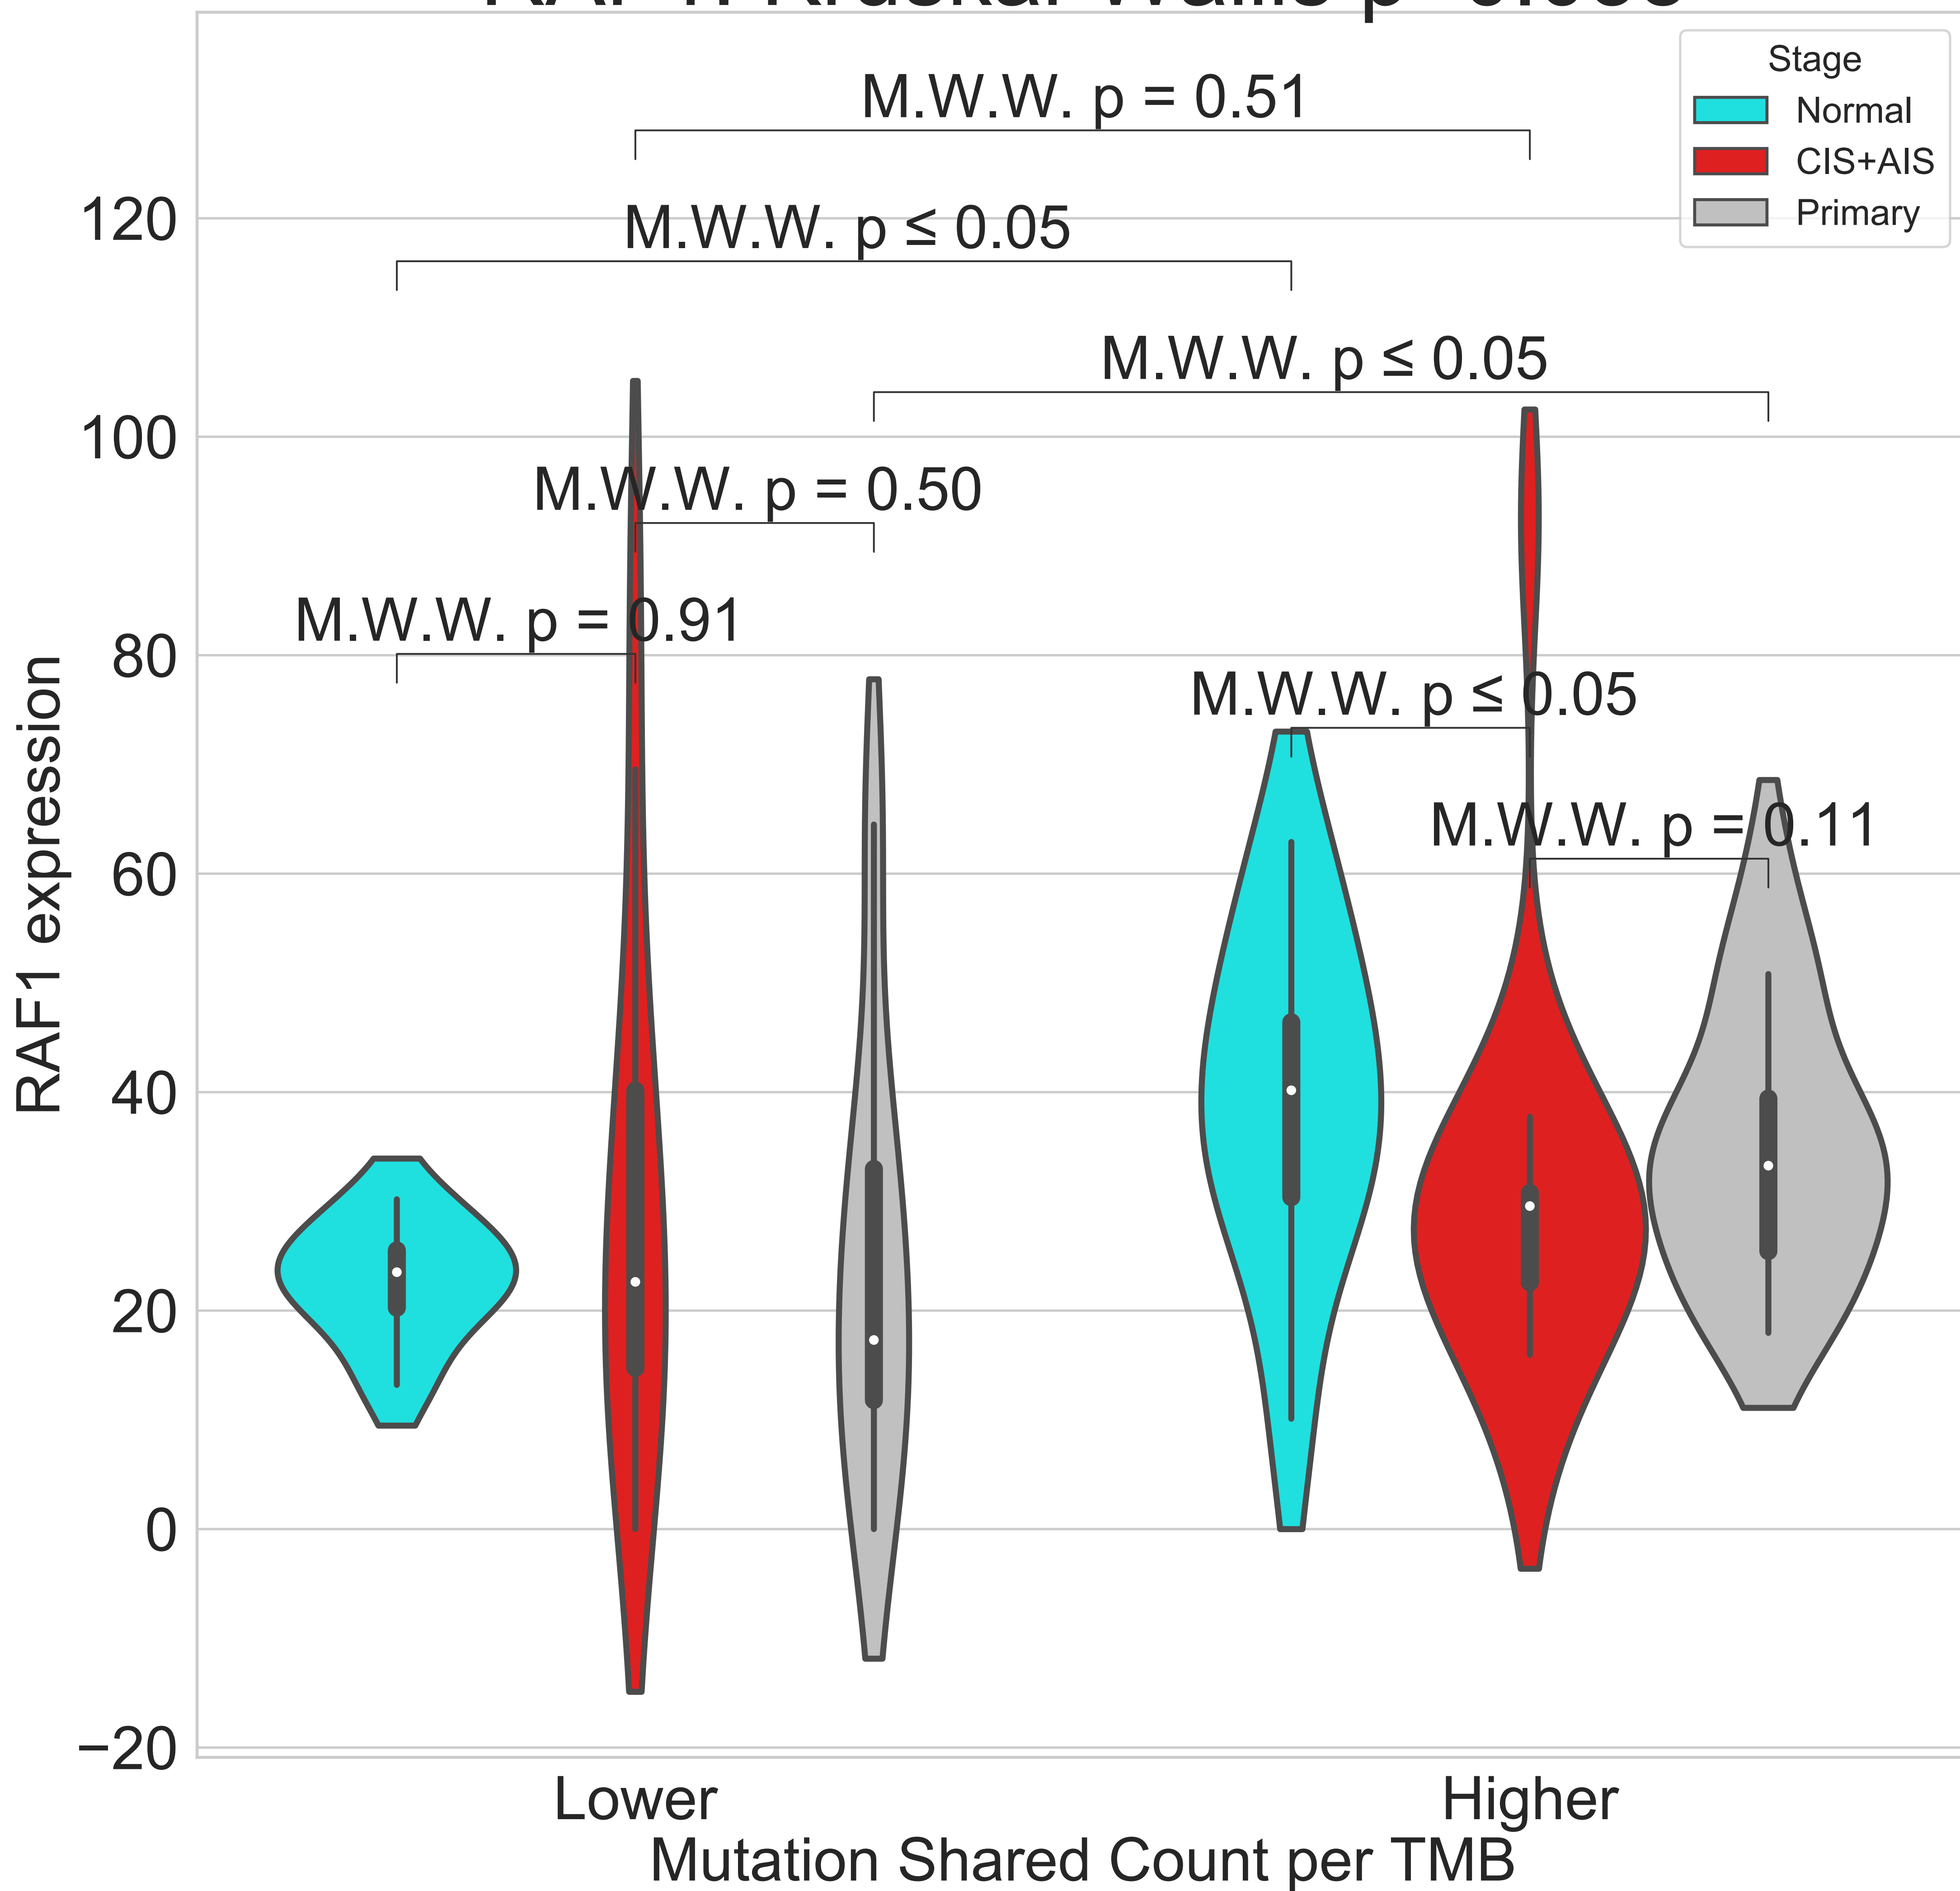 Stage
Normal
CIS+AIS
Primary
M.W.W. p = 0.51
M.W.W. p ≤ 0.05
M.W.W. p ≤ 0.05
M.W.W. p = 0.50
M.W.W. p = 0.91
M.W.W. p ≤ 0.05
M.W.W. p = 0.11
120
100
80
60
40
20
0
−20
RAF1 expression
Lower
Higher
Mutation Shared Count per TMB